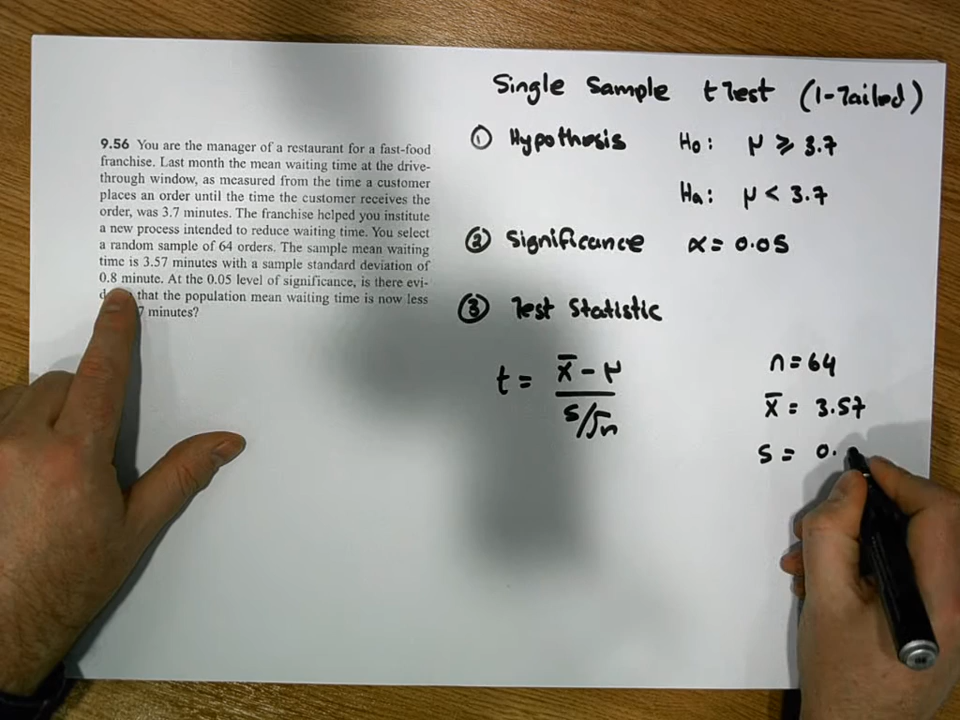 9.56 You are the manager of a restaurant for a fast-food
franchise. Last month the mean waiting time at the drive-
through window, as measured from the time a customer
places an order until the time the customer receives the
order, was 3.7 minutes. The franchise helped you institute
a new process intended to reduce waiting time. You select
a random sample of 64 orders. The sample mean waiting
time is 3.57 minutes with a sample standard deviation of
0.8 minute. At the 0.05 level of significance, is there evi-
that the population mean waiting time is now less
minutes?
Single Sample t Test (1-Tailed)
① Hypothesis H0: μ ⩾ 3.7
Ha: μ < 3.7
② Significance α = 0.05
③ Test Statistic
t = x̄ - μ / s/√n
n = 64
x̄ = 3.57
s = 0.